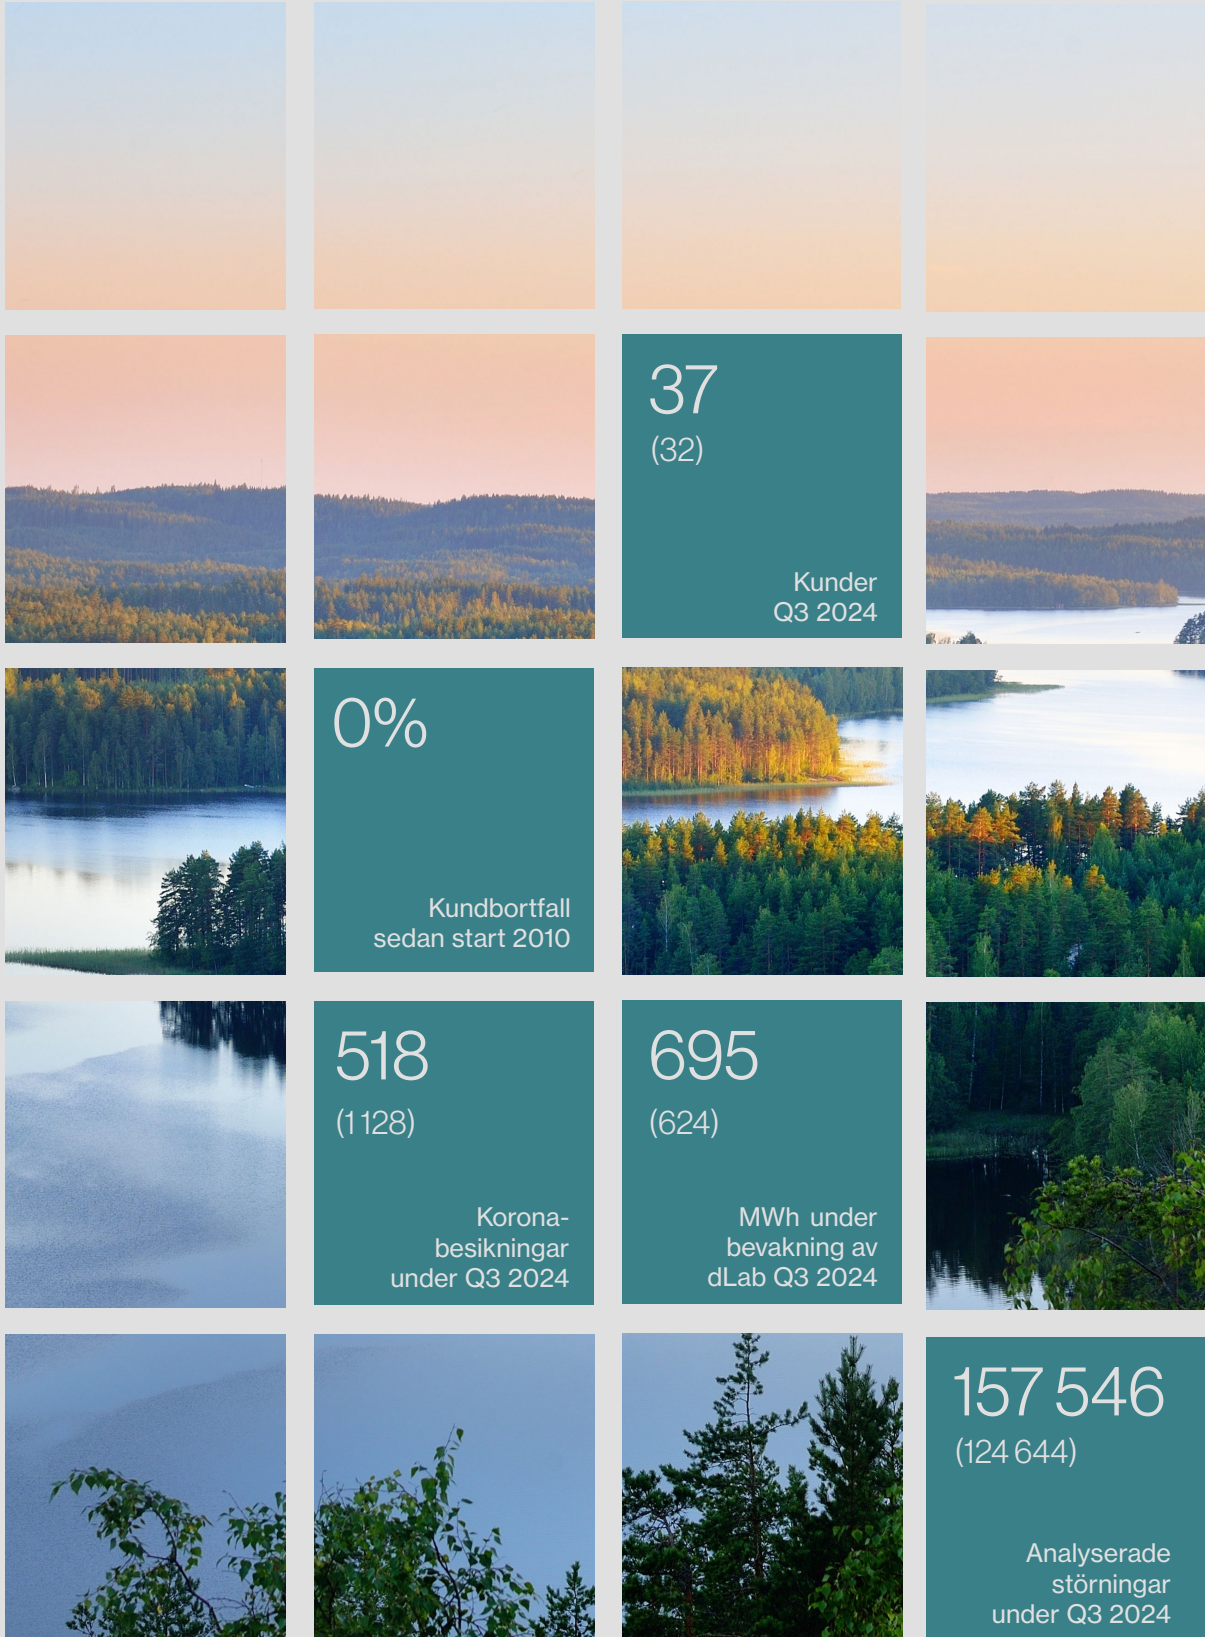 37
(32)
Kunder
Q3 2024
0%
Kundbortfall
sedan start 2010
518
(1 128)
Korona-
besikningar
under Q3 2024
695
(624)
MWh under
bevakning av
dLab Q3 2024
157 546
(124 644)
Analyserade
störningar
under Q3 2024